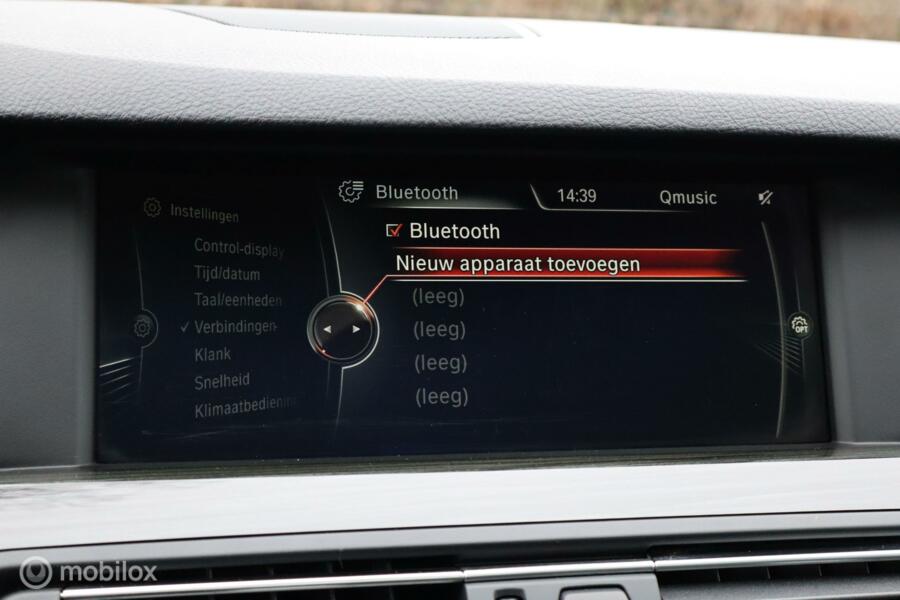 Bluetooth
14:39
Qmusic
Instellingen
Control-display
Tijd/datum
Taal/eenheden
Verbindingen
Klank
Snelheid
Klimaatbediening
Bluetooth
Nieuw apparaat toevoegen
(leeg)
(leeg)
(leeg)
(leeg)
OPT
mobilox